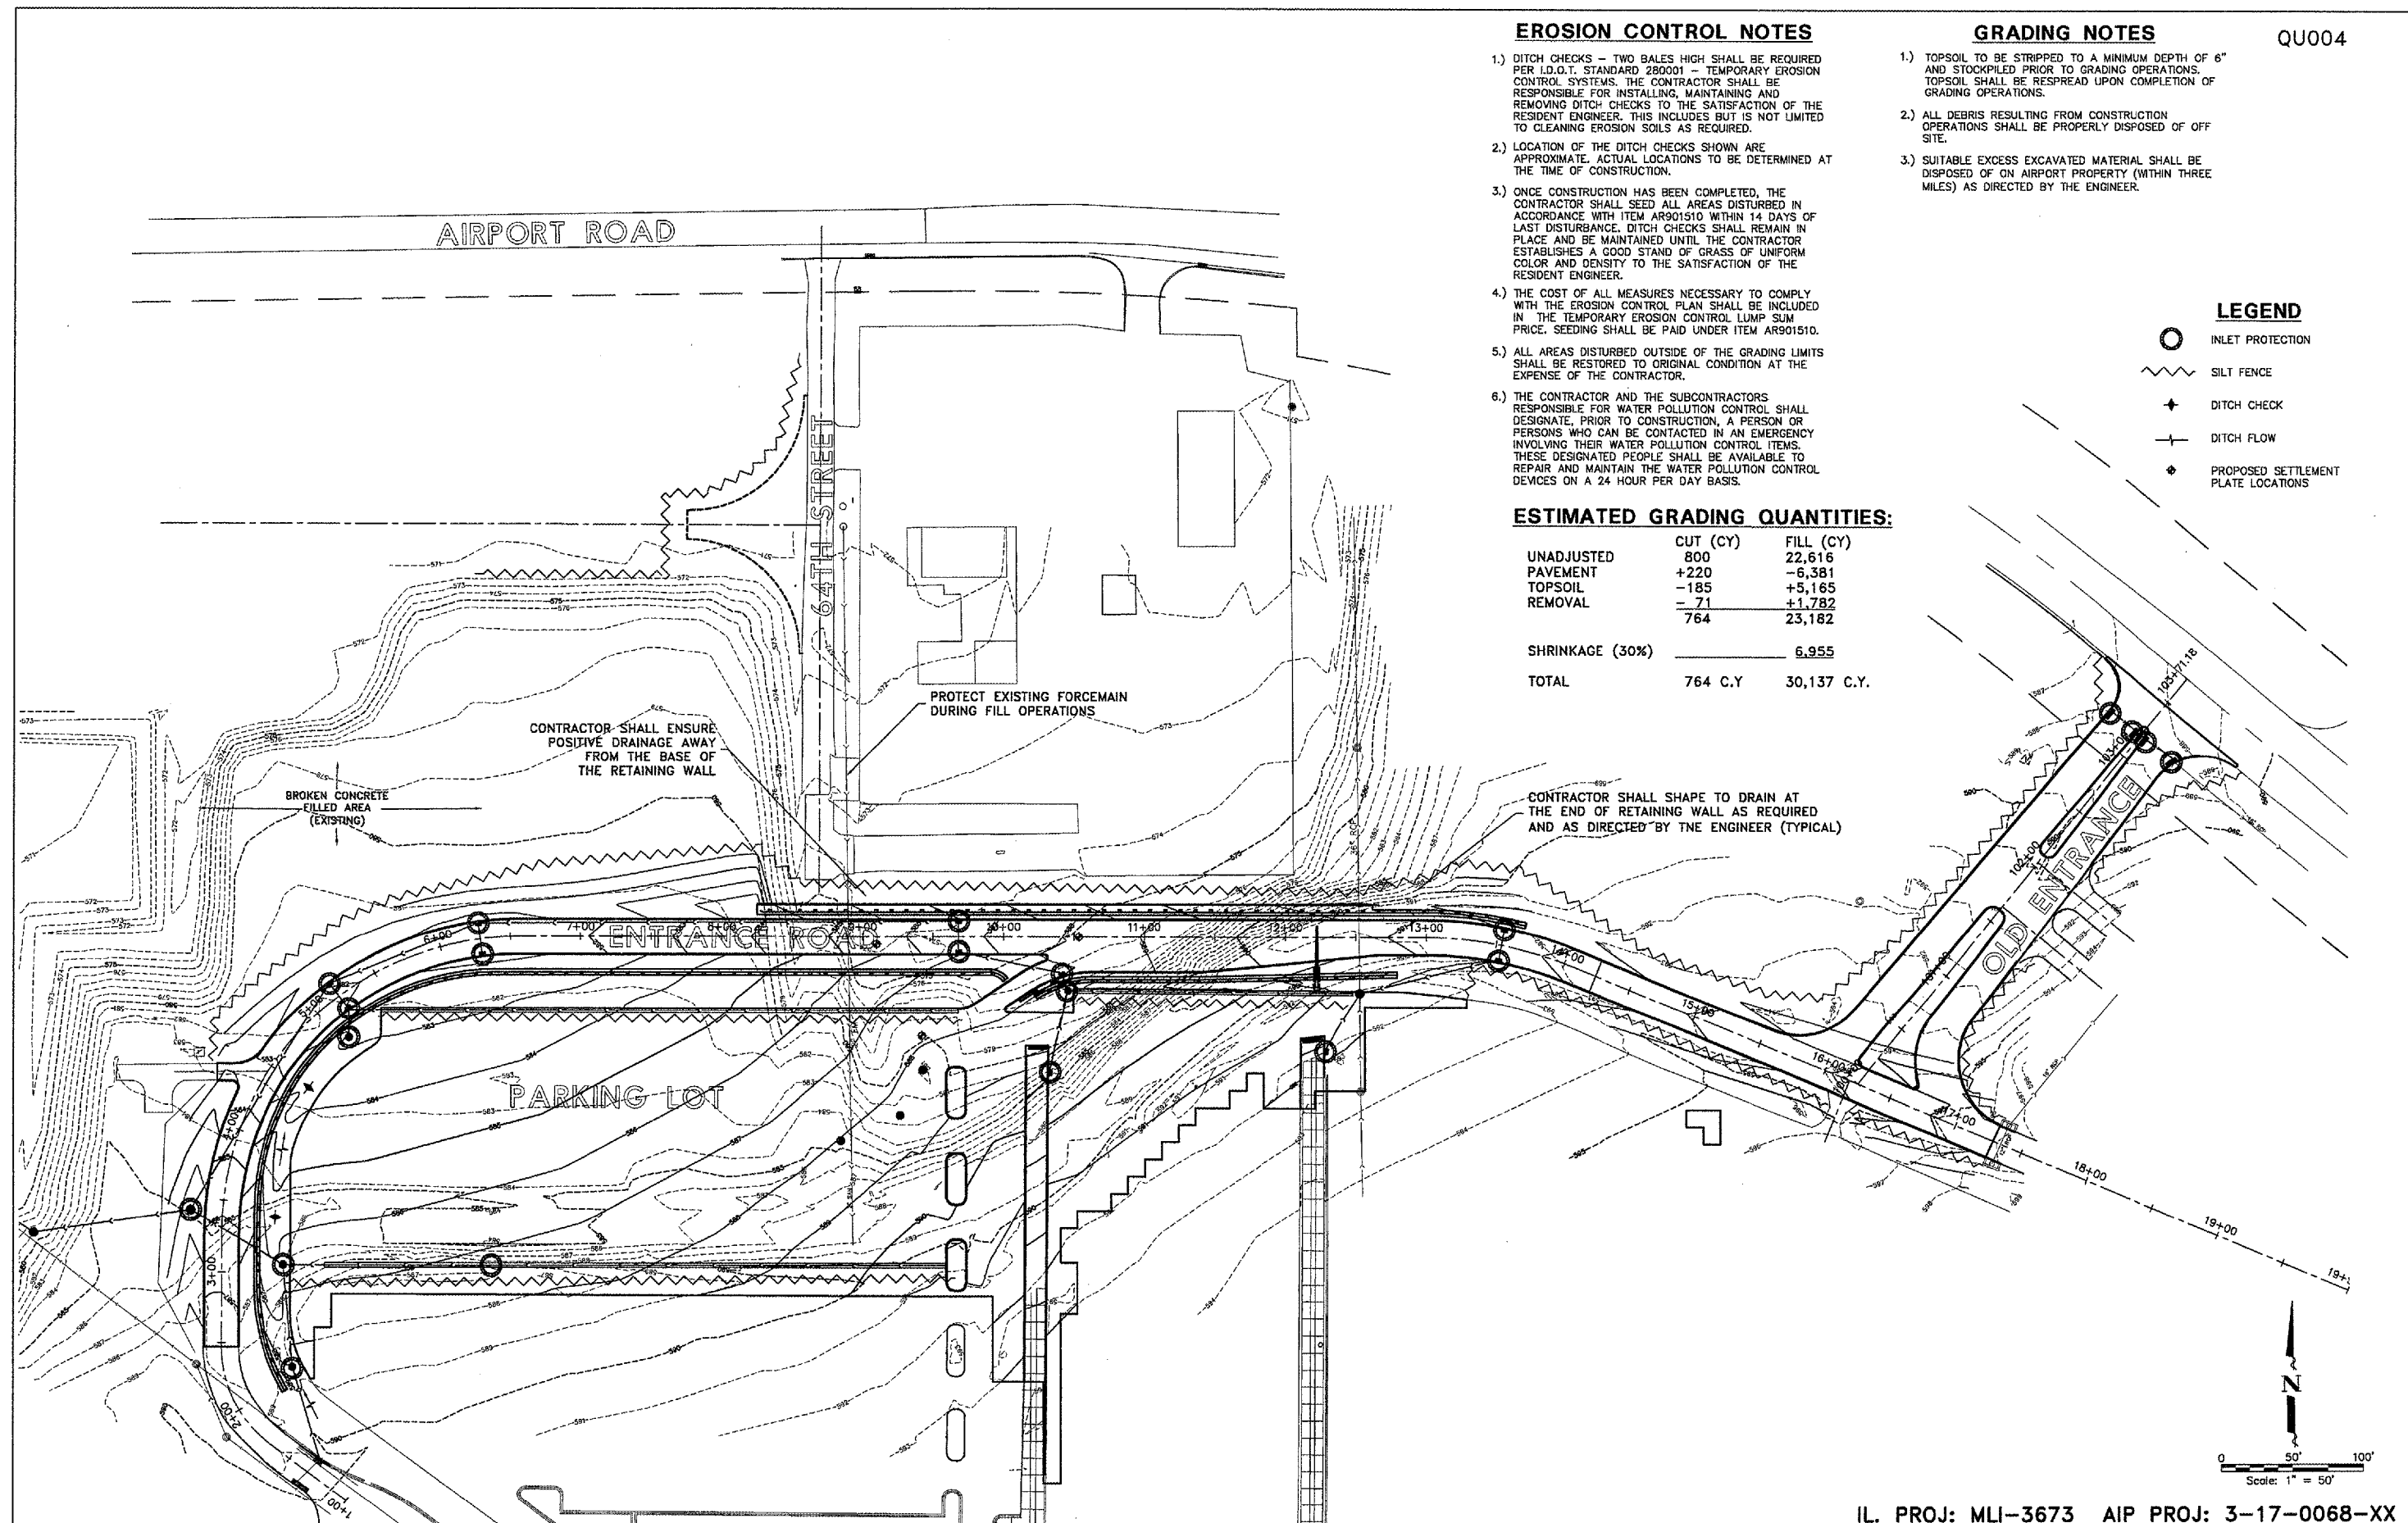 EROSION CONTROL NOTES
1.) DITCH CHECKS – TWO BALES HIGH SHALL BE REQUIRED
PER I.D.O.T. STANDARD 280001 – TEMPORARY EROSION
CONTROL SYSTEMS. THE CONTRACTOR SHALL BE
RESPONSIBLE FOR INSTALLING, MAINTAINING AND
REMOVING DITCH CHECKS TO THE SATISFACTION OF THE
RESIDENT ENGINEER. THIS INCLUDES BUT IS NOT LIMITED
TO CLEANING EROSION SOILS AS REQUIRED.
2.) LOCATION OF THE DITCH CHECKS SHOWN ARE
APPROXIMATE. ACTUAL LOCATIONS TO BE DETERMINED AT
THE TIME OF CONSTRUCTION.
3.) ONCE CONSTRUCTION HAS BEEN COMPLETED, THE
CONTRACTOR SHALL SEED ALL AREAS DISTURBED IN
ACCORDANCE WITH ITEM AR901510 WITHIN 14 DAYS OF
LAST DISTURBANCE. DITCH CHECKS SHALL REMAIN IN
PLACE AND BE MAINTAINED UNTIL THE CONTRACTOR
ESTABLISHES A GOOD STAND OF GRASS OF UNIFORM
COLOR AND DENSITY TO THE SATISFACTION OF THE
RESIDENT ENGINEER.
4.) THE COST OF ALL MEASURES NECESSARY TO COMPLY
WITH THE EROSION CONTROL PLAN SHALL BE INCLUDED
IN THE TEMPORARY EROSION CONTROL LUMP SUM
PRICE. SEEDING SHALL BE PAID UNDER ITEM AR901510.
5.) ALL AREAS DISTURBED OUTSIDE OF THE GRADING LIMITS
SHALL BE RESTORED TO ORIGINAL CONDITION AT THE
EXPENSE OF THE CONTRACTOR.
6.) THE CONTRACTOR AND THE SUBCONTRACTORS
RESPONSIBLE FOR WATER POLLUTION CONTROL SHALL
DESIGNATE, PRIOR TO CONSTRUCTION, A PERSON OR
PERSONS WHO CAN BE CONTACTED IN AN EMERGENCY
INVOLVING THEIR WATER POLLUTION CONTROL ITEMS.
THESE DESIGNATED PEOPLE SHALL BE AVAILABLE TO
REPAIR AND MAINTAIN THE WATER POLLUTION CONTROL
DEVICES ON A 24 HOUR PER DAY BASIS.
GRADING NOTES
1.) TOPSOIL TO BE STRIPPED TO A MINIMUM DEPTH OF 6"
AND STOCKPILED PRIOR TO GRADING OPERATIONS.
TOPSOIL SHALL BE RESPREAD UPON COMPLETION OF
GRADING OPERATIONS.
2.) ALL DEBRIS RESULTING FROM CONSTRUCTION
OPERATIONS SHALL BE PROPERLY DISPOSED OF OFF
SITE.
3.) SUITABLE EXCESS EXCAVATED MATERIAL SHALL BE
DISPOSED OF ON AIRPORT PROPERTY (WITHIN THREE
MILES) AS DIRECTED BY THE ENGINEER.
QU004
LEGEND
INLET PROTECTION
SILT FENCE
DITCH CHECK
DITCH FLOW
PROPOSED SETTLEMENT
PLATE LOCATIONS
ESTIMATED GRADING QUANTITIES:
CUT (CY) FILL (CY)
UNADJUSTED 800 22,616
PAVEMENT +220 -6,381
TOPSOIL -185 +5,165
REMOVAL - 71 +1,782
764 23,182
SHRINKAGE (30%) 6,955
TOTAL 764 C.Y 30,137 C.Y.
AIRPORT ROAD
64TH STREET
PROTECT EXISTING FORCEMAIN
DURING FILL OPERATIONS
CONTRACTOR SHALL ENSURE
POSITIVE DRAINAGE AWAY
FROM THE BASE OF
THE RETAINING WALL
BROKEN CONCRETE
FILLED AREA
(EXISTING)
CONTRACTOR SHALL SHAPE TO DRAIN AT
THE END OF RETAINING WALL AS REQUIRED
AND AS DIRECTED BY TNE ENGINEER (TYPICAL)
ENTRANCE ROAD
PARKING LOT
OLD ENTRANCE
1+00
2+00
3+00
4+00
5+00
6+00
7+00
8+00
10+00
11+00
12+00
13+00
15+00
16+00
17+00
18+00
19+00
102+00
103+71.18
N
0 50' 100'
Scale: 1" = 50'
IL. PROJ: MLI-3673 AIP PROJ: 3-17-0068-XX